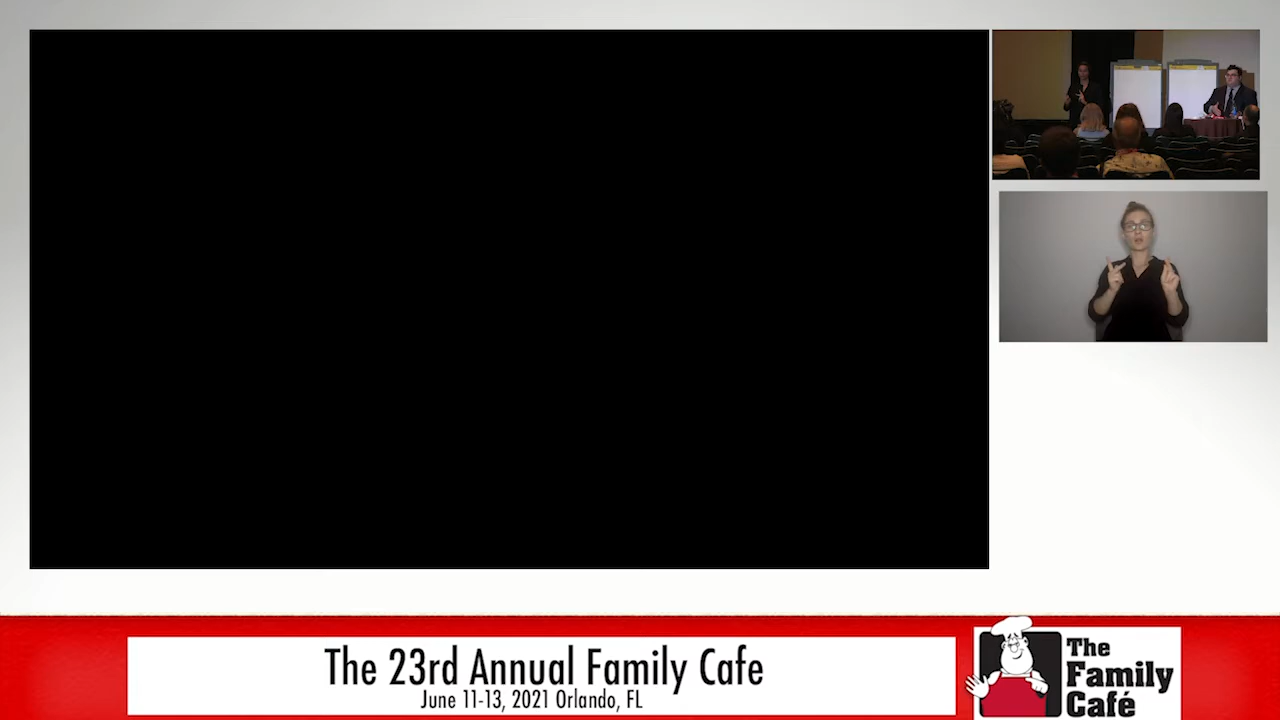 The 23rd Annual Family Cafe
June 11-13, 2021 Orlando, FL
The
Family
Café